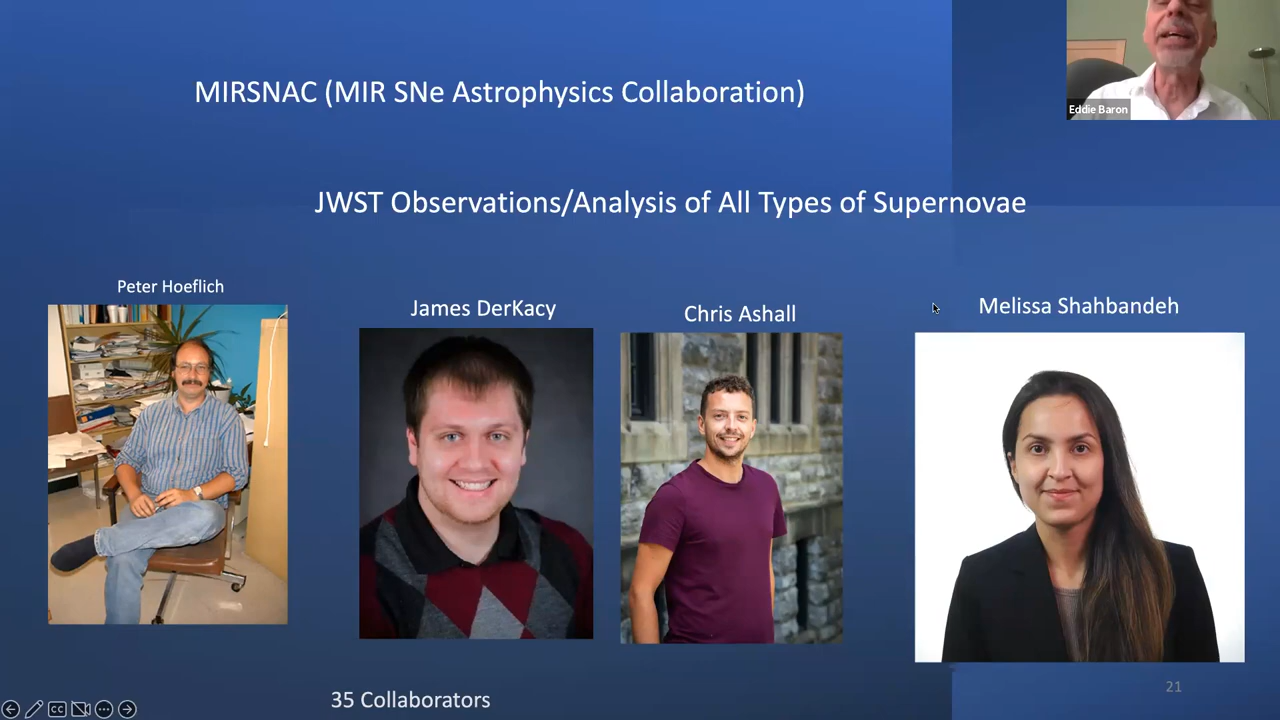 MIRSNAC (MIR SNe Astrophysics Collaboration)
Eddie Baron
JWST Observations/Analysis of All Types of Supernovae
Peter Hoeflich
James DerKacy
Chris Ashall
Melissa Shahbandeh
35 Collaborators
21
CC